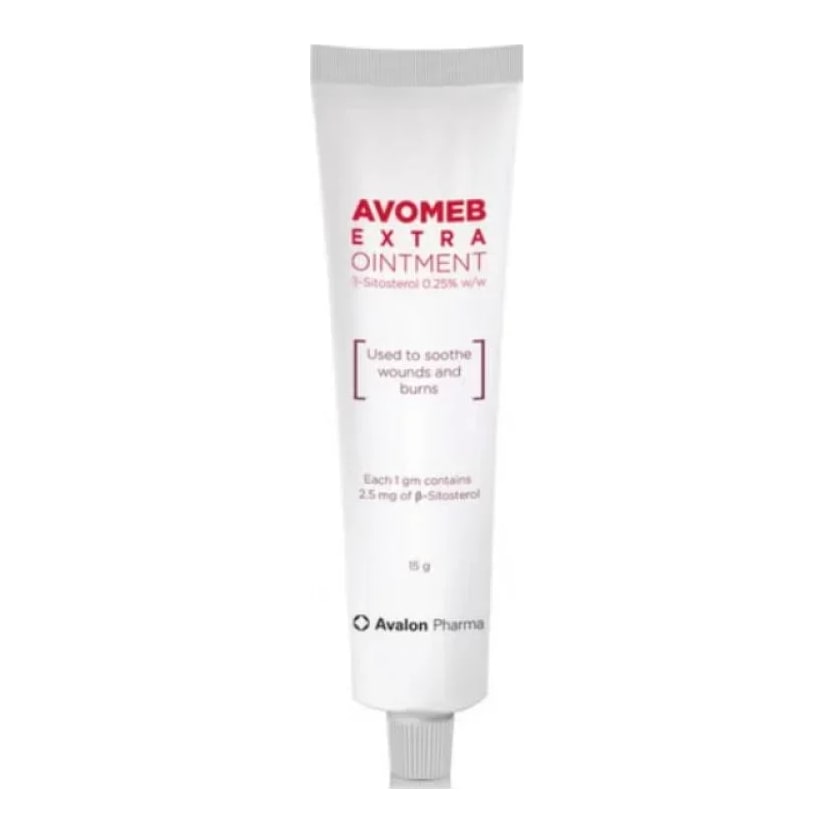 AVOMEB
EXTRA
OINTMENT
β-Sitosterol 0.25% w/w
Used to soothe
wounds and
burns
Each 1 gm contains
2.5 mg of β-Sitosterol
15 g
Avalon Pharma